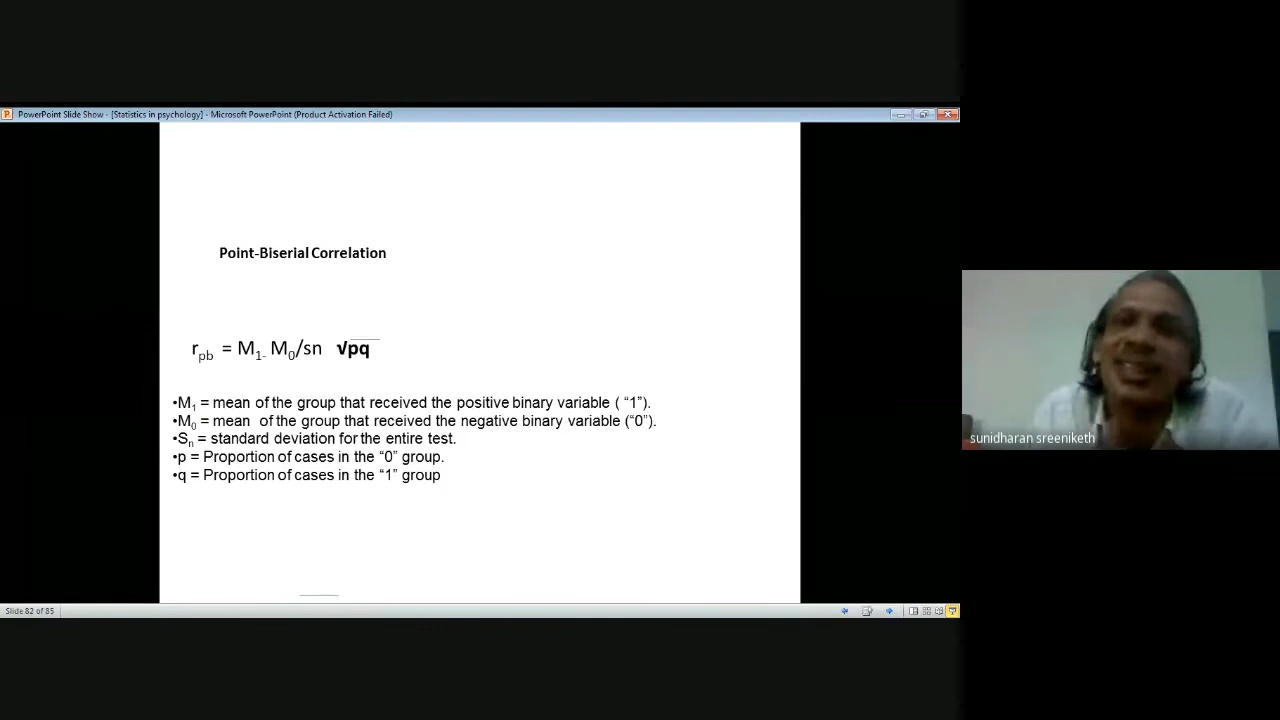 PowerPoint Slide Show - [Statistics in psychology] - Microsoft PowerPoint (Product Activation Failed)
Point-Biserial Correlation
rpb = M1- M0/sn √pq
•M1 = mean of the group that received the positive binary variable ( “1”).
•M0 = mean of the group that received the negative binary variable (“0”).
•Sn = standard deviation for the entire test.
•p = Proportion of cases in the “0” group.
•q = Proportion of cases in the “1” group
sunidharan sreeniketh
Slide 82 of 85